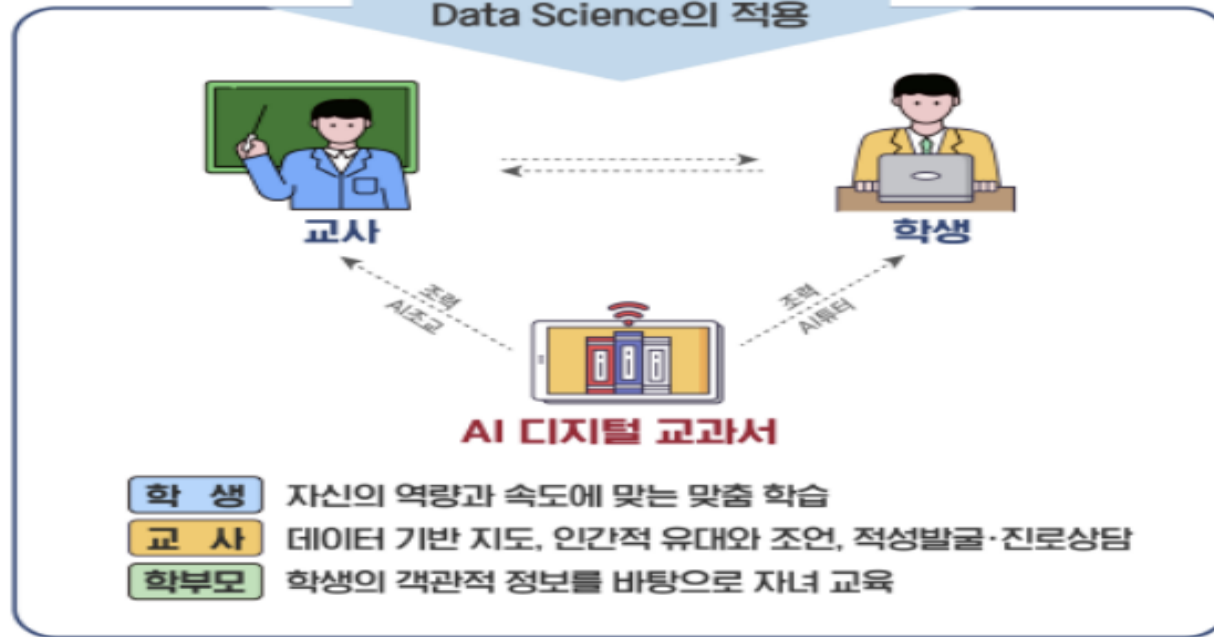 Data Science의 적용
교사
학생
조력
AI조교
조력
AI튜터
AI 디지털 교과서
학 생 자신의 역량과 속도에 맞는 맞춤 학습
교 사 데이터 기반 지도, 인간적 유대와 조언, 적성발굴·진로상담
학부모 학생의 객관적 정보를 바탕으로 자녀 교육